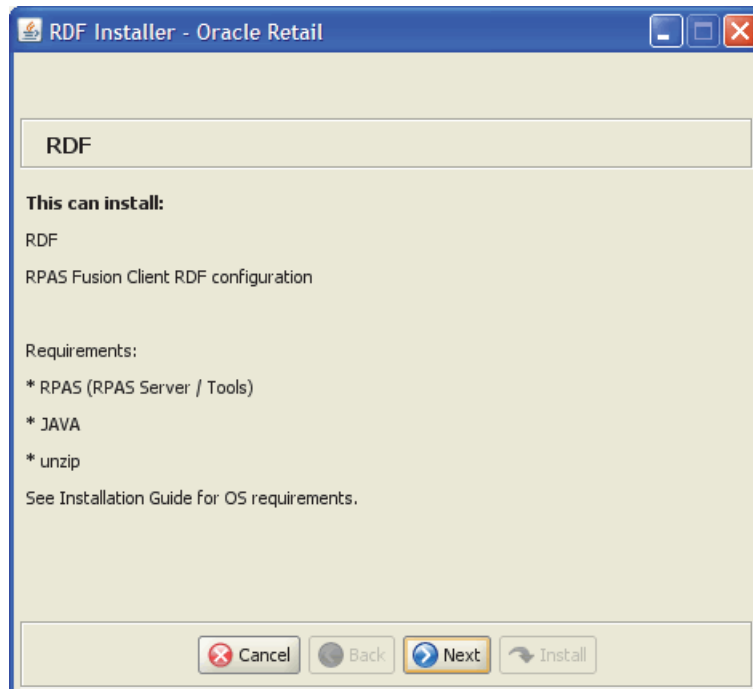 RDF Installer - Oracle Retail
RDF
This can install:
RDF
RPAS Fusion Client RDF configuration
Requirements:
* RPAS (RPAS Server / Tools)
* JAVA
* unzip
See Installation Guide for OS requirements.
Cancel Back Next Install